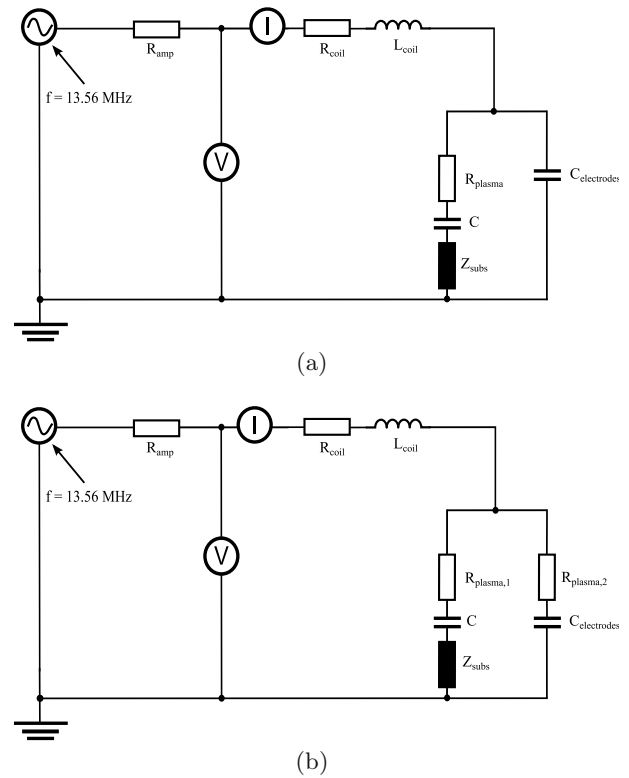 I
R_amp
R_coil
L_coil
f = 13.56 MHz
V
R_plasma
C_electrodes
C
Z_subs
(a)
I
R_amp
R_coil
L_coil
f = 13.56 MHz
V
R_plasma,1
R_plasma,2
C
C_electrodes
Z_subs
(b)